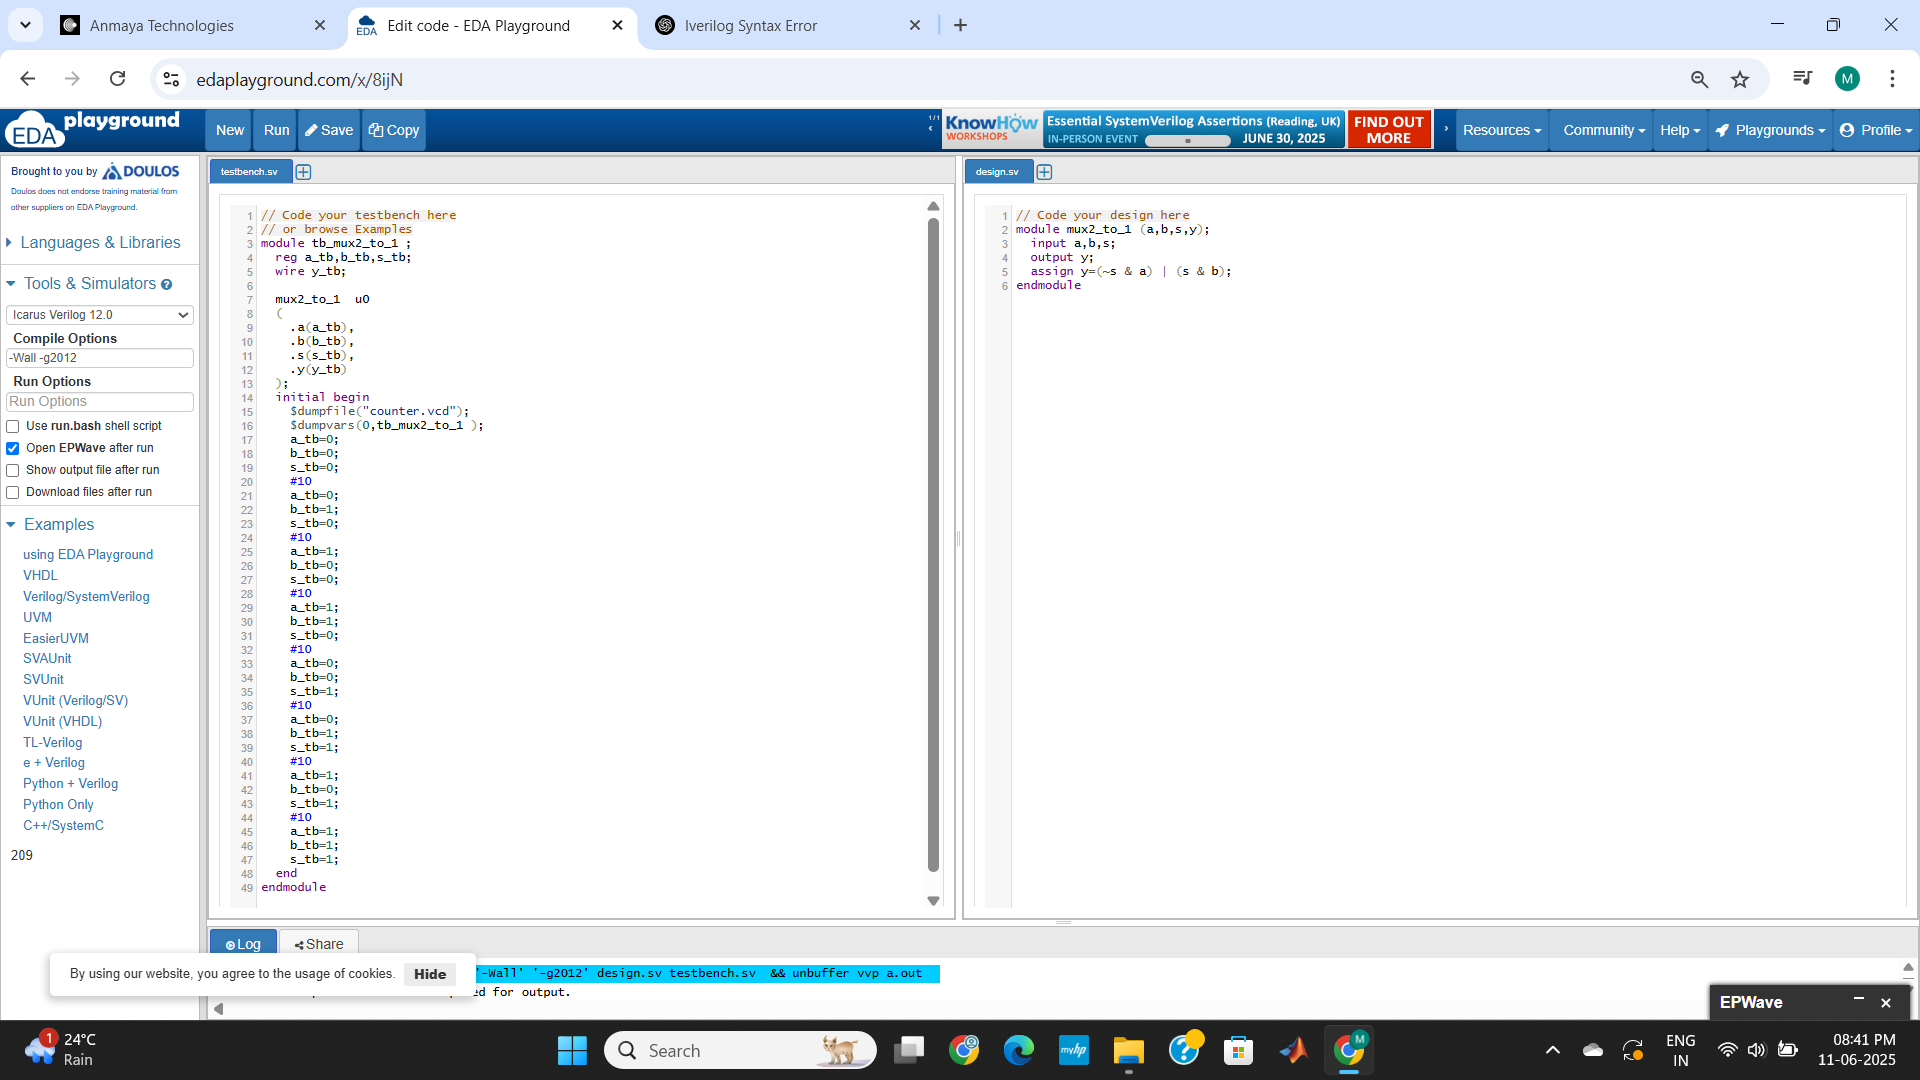 Anmaya Technologies
Edit code - EDA Playground
Iverilog Syntax Error
edaplayground.com/x/8ijN
M
EDA playground
New
Run
Save
Copy
1/1
KnowHow WORKSHOPS
Essential SystemVerilog Assertions (Reading, UK)
IN-PERSON EVENT
JUNE 30, 2025
FIND OUT MORE
Resources
Community
Help
Playgrounds
Profile
Brought to you by DOULOS
Doulos does not endorse training material from
other suppliers on EDA Playground.
Languages & Libraries
Tools & Simulators
Icarus Verilog 12.0
Compile Options
-Wall -g2012
Run Options
Run Options
Use run.bash shell script
Open EPWave after run
Show output file after run
Download files after run
Examples
using EDA Playground
VHDL
Verilog/SystemVerilog
UVM
EasierUVM
SVAUnit
SVUnit
VUnit (Verilog/SV)
VUnit (VHDL)
TL-Verilog
e + Verilog
Python + Verilog
Python Only
C++/SystemC
209
testbench.sv
1 // Code your testbench here
2 // or browse Examples
3 module tb_mux2_to_1 ;
4 reg a_tb,b_tb,s_tb;
5 wire y_tb;
6
7 mux2_to_1  u0
8 (
9 .a(a_tb),
10 .b(b_tb),
11 .s(s_tb),
12 .y(y_tb)
13 );
14 initial begin
15 $dumpfile("counter.vcd");
16 $dumpvars(0,tb_mux2_to_1 );
17 a_tb=0;
18 b_tb=0;
19 s_tb=0;
20 #10
21 a_tb=0;
22 b_tb=1;
23 s_tb=0;
24 #10
25 a_tb=1;
26 b_tb=0;
27 s_tb=0;
28 #10
29 a_tb=1;
30 b_tb=1;
31 s_tb=0;
32 #10
33 a_tb=0;
34 b_tb=0;
35 s_tb=1;
36 #10
37 a_tb=0;
38 b_tb=1;
39 s_tb=1;
40 #10
41 a_tb=1;
42 b_tb=0;
43 s_tb=1;
44 #10
45 a_tb=1;
46 b_tb=1;
47 s_tb=1;
48 end
49 endmodule
design.sv
1 // Code your design here
2 module mux2_to_1 (a,b,s,y);
3 input a,b,s;
4 output y;
5 assign y=(~s & a) | (s & b);
6 endmodule
Log
Share
By using our website, you agree to the usage of cookies. Hide
'-Wall' '-g2012' design.sv testbench.sv  && unbuffer vvp a.out
ed for output.
EPWave
1
24°C
Rain
Search
myhp
M
ENG
IN
08:41 PM
11-06-2025